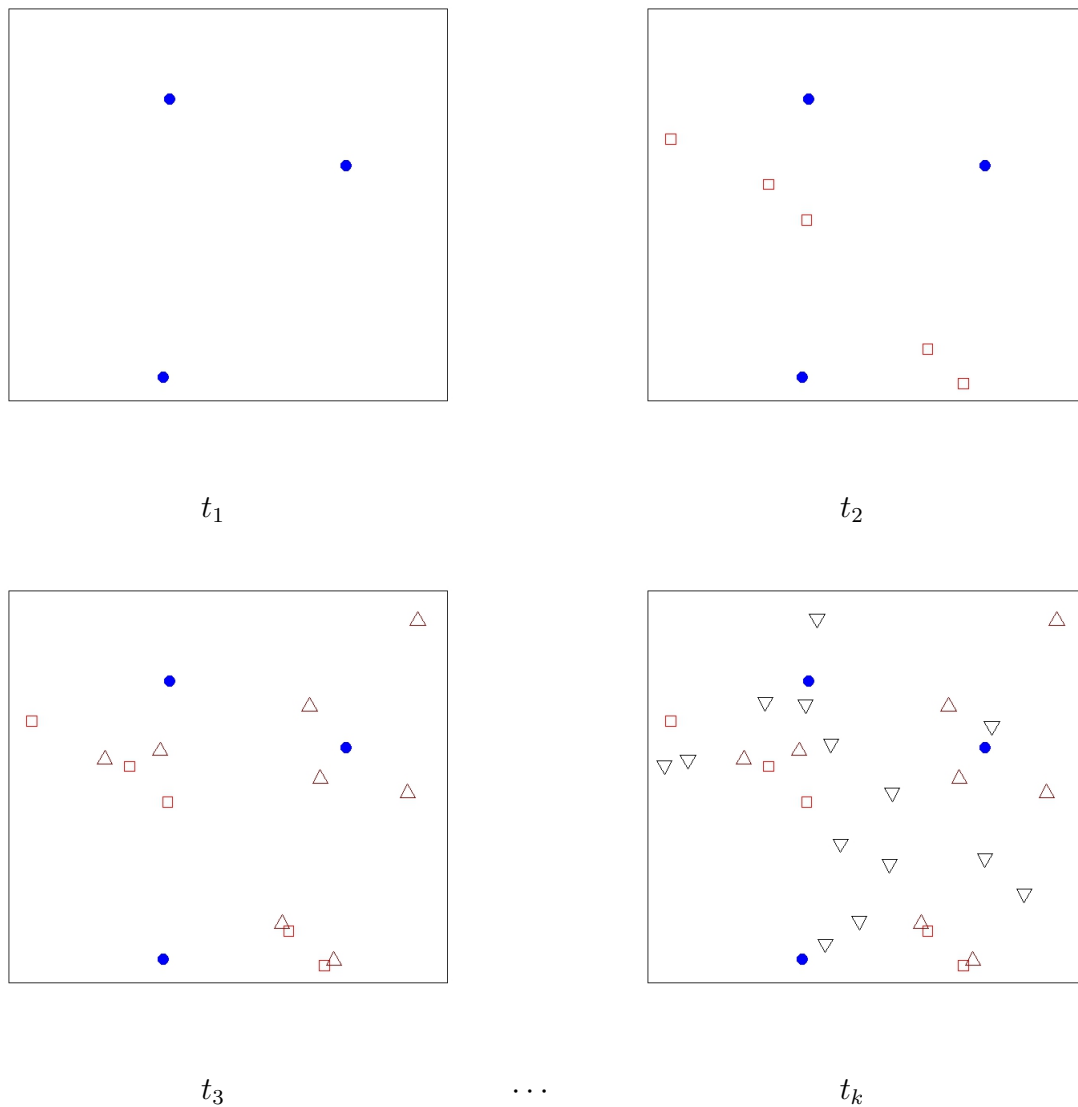 t₁ t₂
t₃ ⋯ tₖ